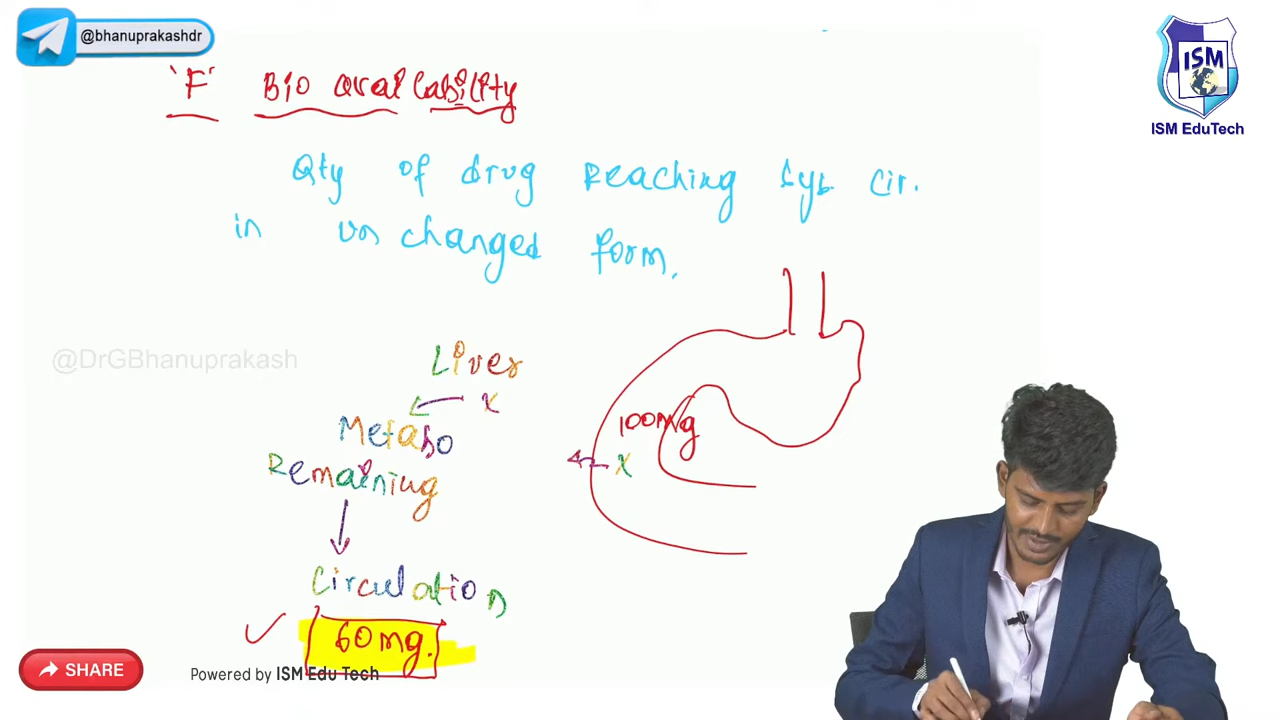 @bhanuprakashdr
ISM
ISM EduTech
'F' Bio availability
Qty of drug Reaching Sys. Cir.
in unchanged form.
@DrGBhanuprakash
Liver
X
Metabo
Remaining
100mg
X
Circulation
60mg.
SHARE
Powered by ISM Edu Tech